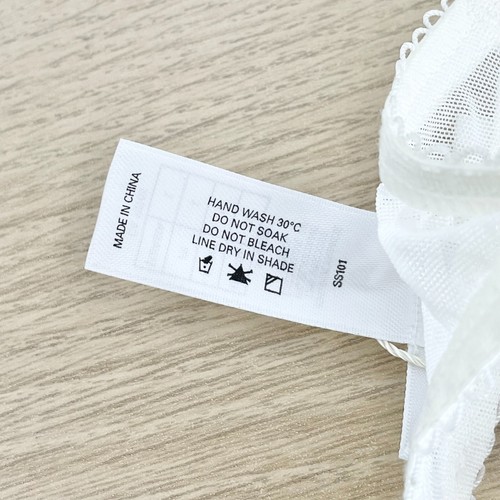 MADE IN CHINA
HAND WASH 30°C
DO NOT SOAK
DO NOT BLEACH
LINE DRY IN SHADE
SS101